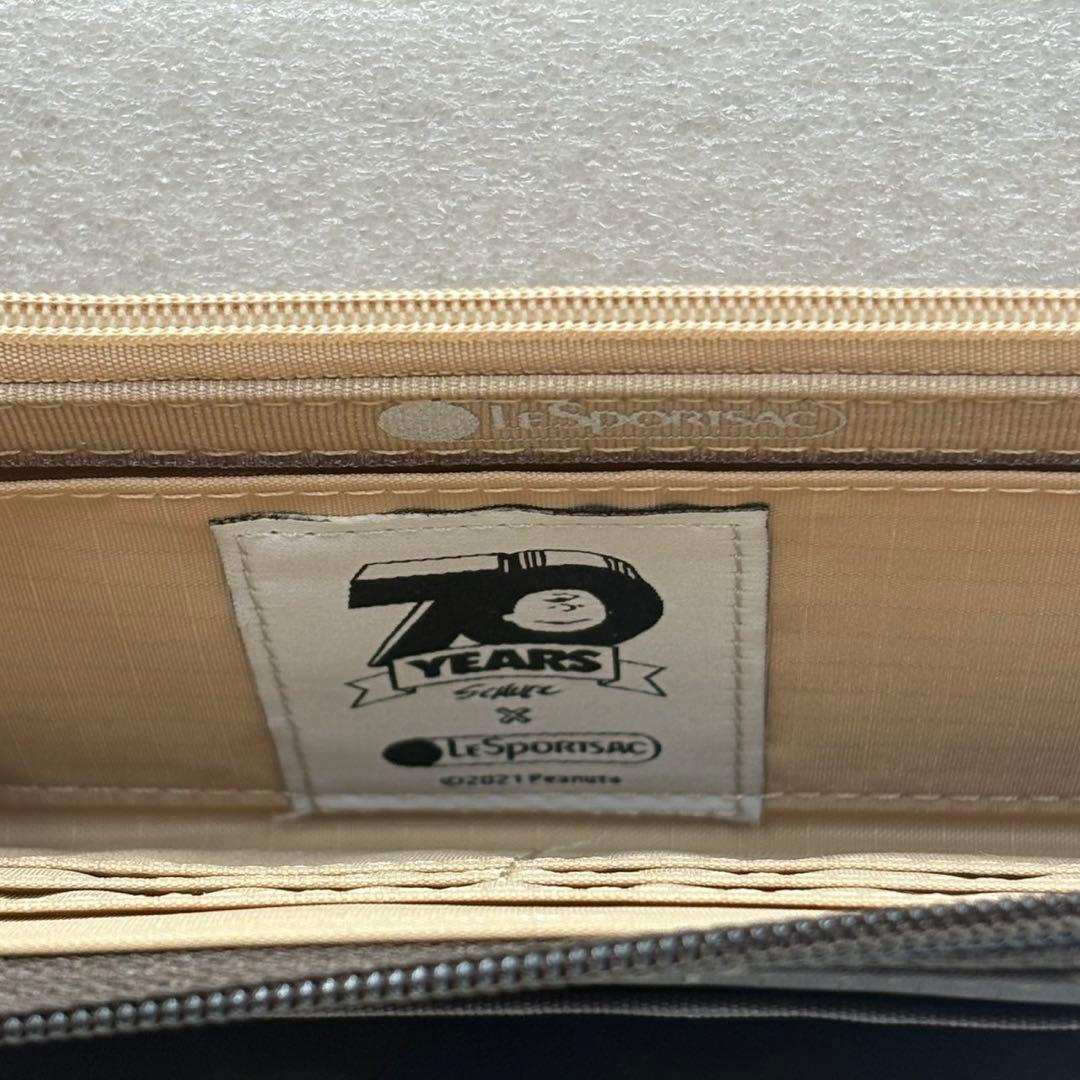 LeSportsac
70
YEARS
Schulz
×
LeSportsac
©2021 Peanuts